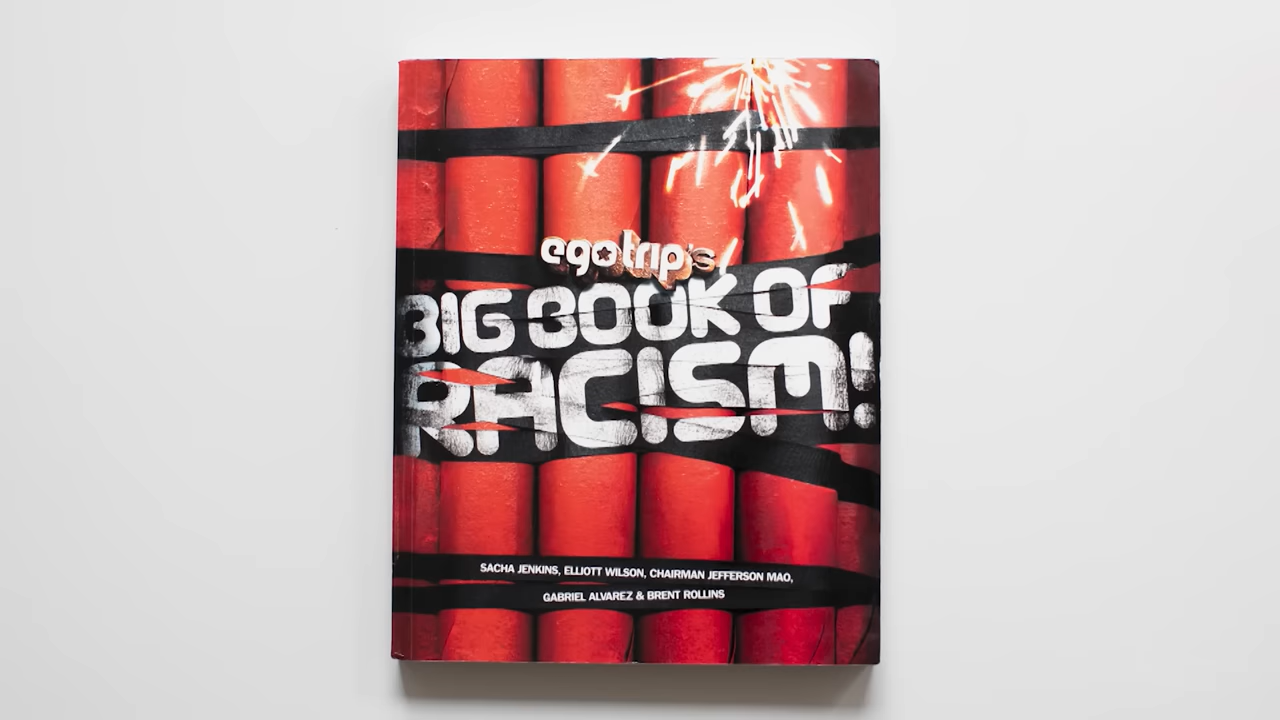 egotrip's
BIG BOOK OF
RACISM!
SACHA JENKINS, ELLIOTT WILSON, CHAIRMAN JEFFERSON MAO,
GABRIEL ALVAREZ & BRENT ROLLINS